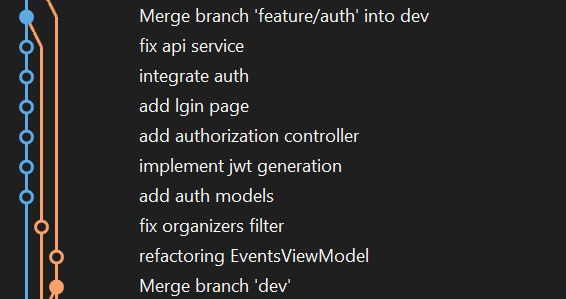 Merge branch 'feature/auth' into dev
fix api service
integrate auth
add lgin page
add authorization controller
implement jwt generation
add auth models
fix organizers filter
refactoring EventsViewModel
Merge branch 'dev'